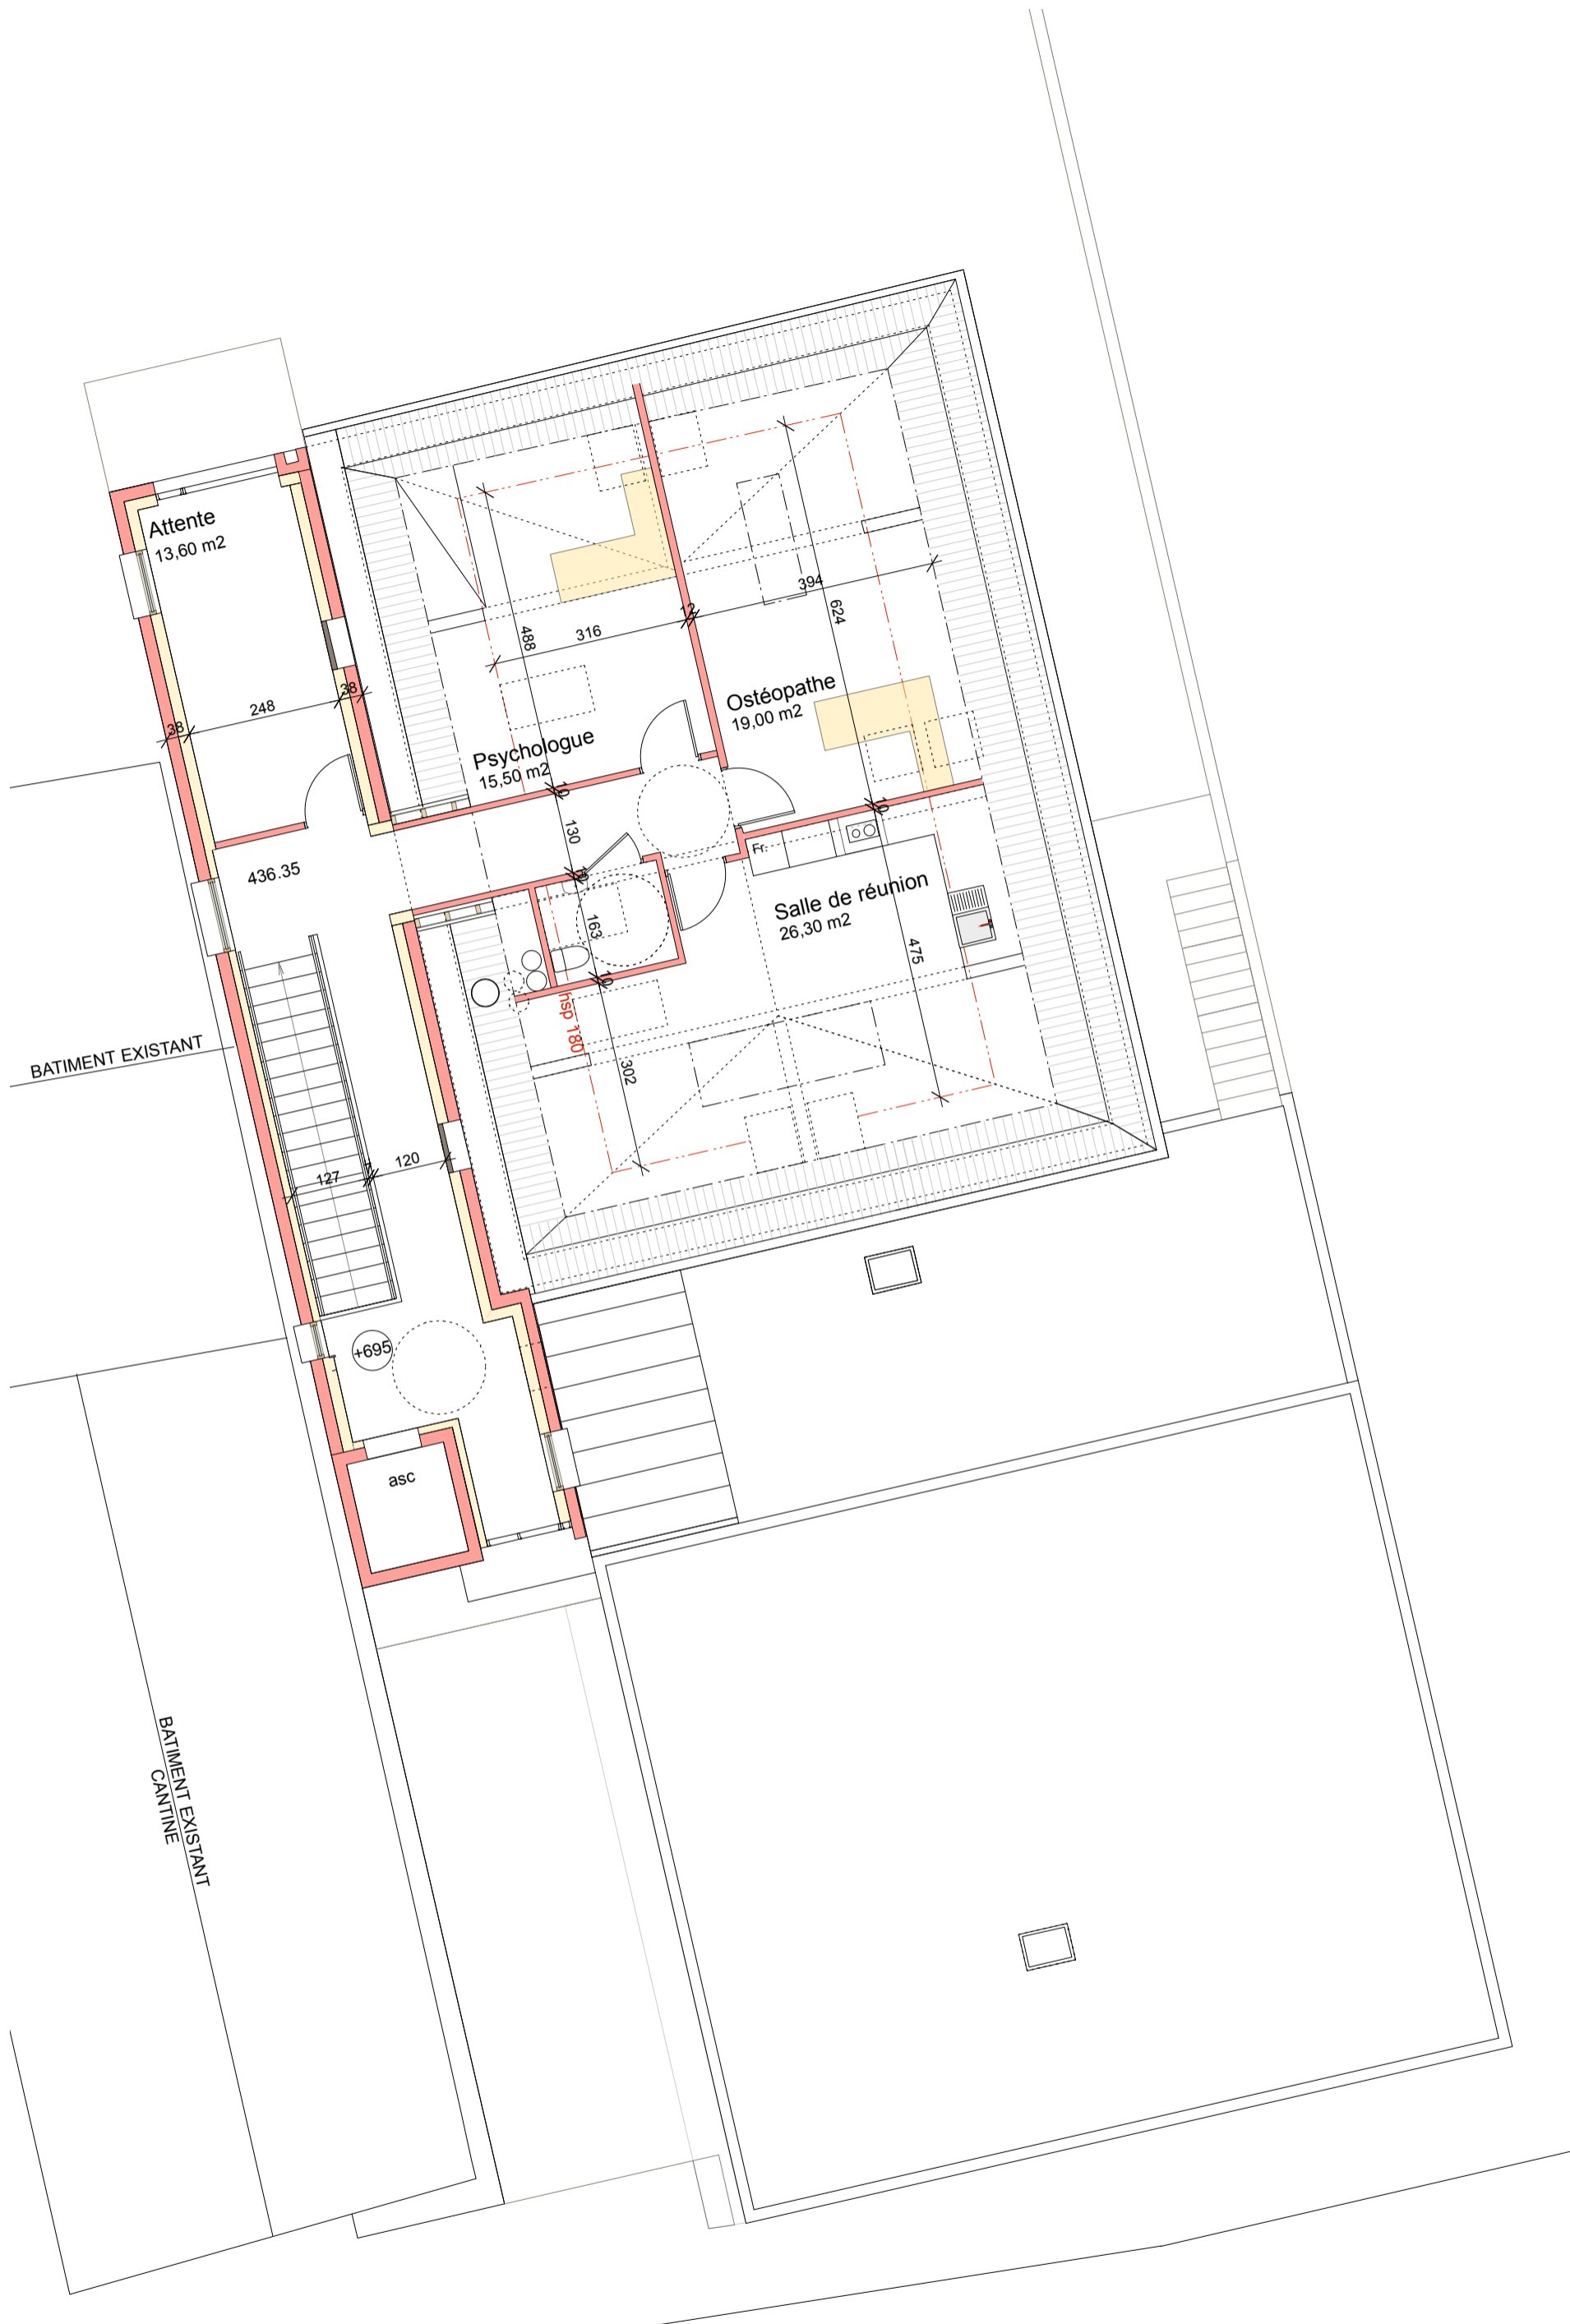 Attente
13,60 m2
394
12
624
316
488
Ostéopathe
19,00 m2
38
248
38
Psychologue
15,50 m2
10
10
130
Fr.
436.35
10
Salle de réunion
26,30 m2
163
475
10
hsp 180
302
BATIMENT EXISTANT
127
7
120
+695
asc
BATIMENT EXISTANT
CANTINE